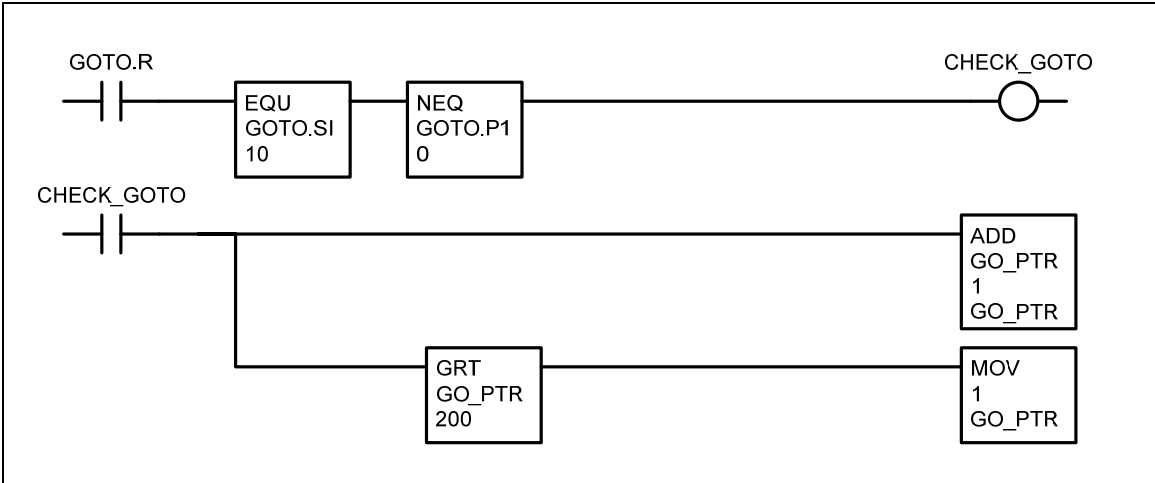 GOTO.R
CHECK_GOTO
EQU
GOTO.SI
10
NEQ
GOTO.P1
0
CHECK_GOTO
ADD
GO_PTR
1
GO_PTR
GRT
GO_PTR
200
MOV
1
GO_PTR